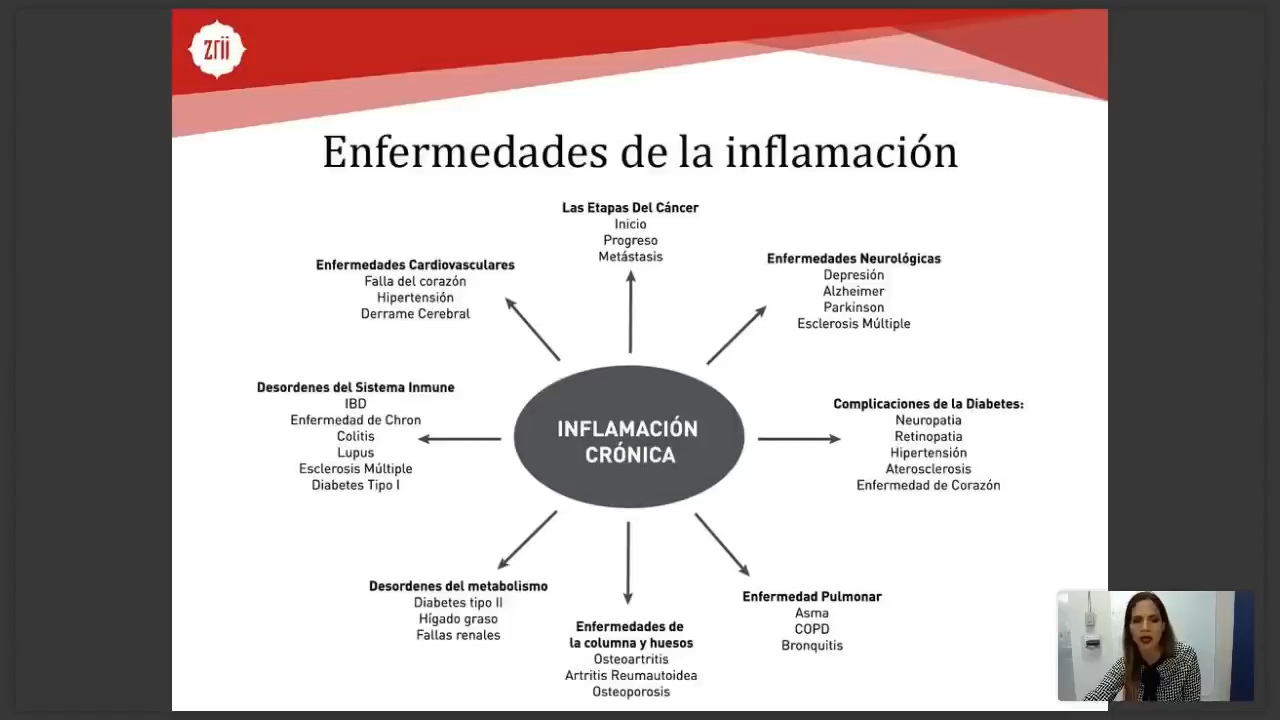 zrii
Enfermedades de la inflamación
Las Etapas Del Cáncer
Inicio
Progreso
Metástasis
Enfermedades Cardiovasculares
Falla del corazón
Hipertensión
Derrame Cerebral
Enfermedades Neurológicas
Depresión
Alzheimer
Parkinson
Esclerosis Múltiple
Desordenes del Sistema Inmune
IBD
Enfermedad de Chron
Colitis
Lupus
Esclerosis Múltiple
Diabetes Tipo I
INFLAMACIÓN
CRÓNICA
Complicaciones de la Diabetes:
Neuropatia
Retinopatia
Hipertensión
Aterosclerosis
Enfermedad de Corazón
Desordenes del metabolismo
Diabetes tipo II
Hígado graso
Fallas renales
Enfermedades de
la columna y huesos
Osteoartritis
Artritis Reumautoidea
Osteoporosis
Enfermedad Pulmonar
Asma
COPD
Bronquitis